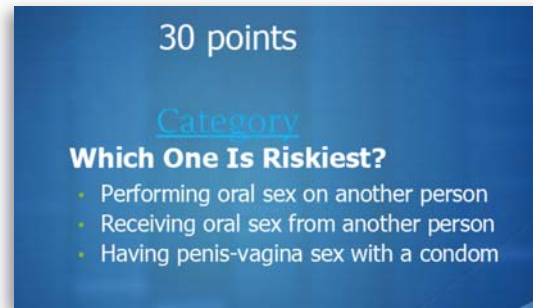 30 points
Category
Which One Is Riskiest?
• Performing oral sex on another person
• Receiving oral sex from another person
• Having penis-vagina sex with a condom